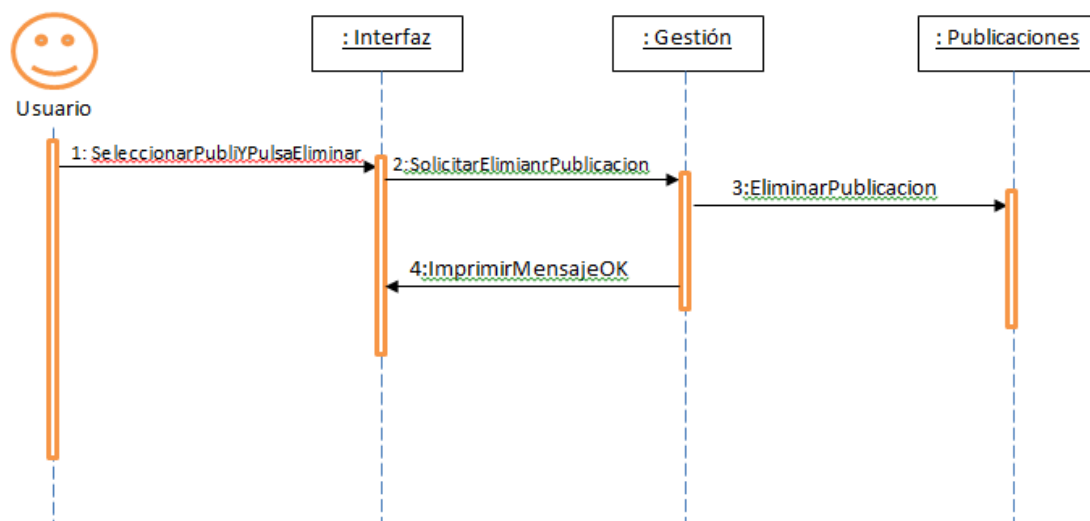 : Interfaz
: Gestión
: Publicaciones
Usuario
1: SeleccionarPubliYPulsaEliminar
2:SolicitarElimianrPublicacion
3:EliminarPublicacion
4:ImprimirMensajeOK